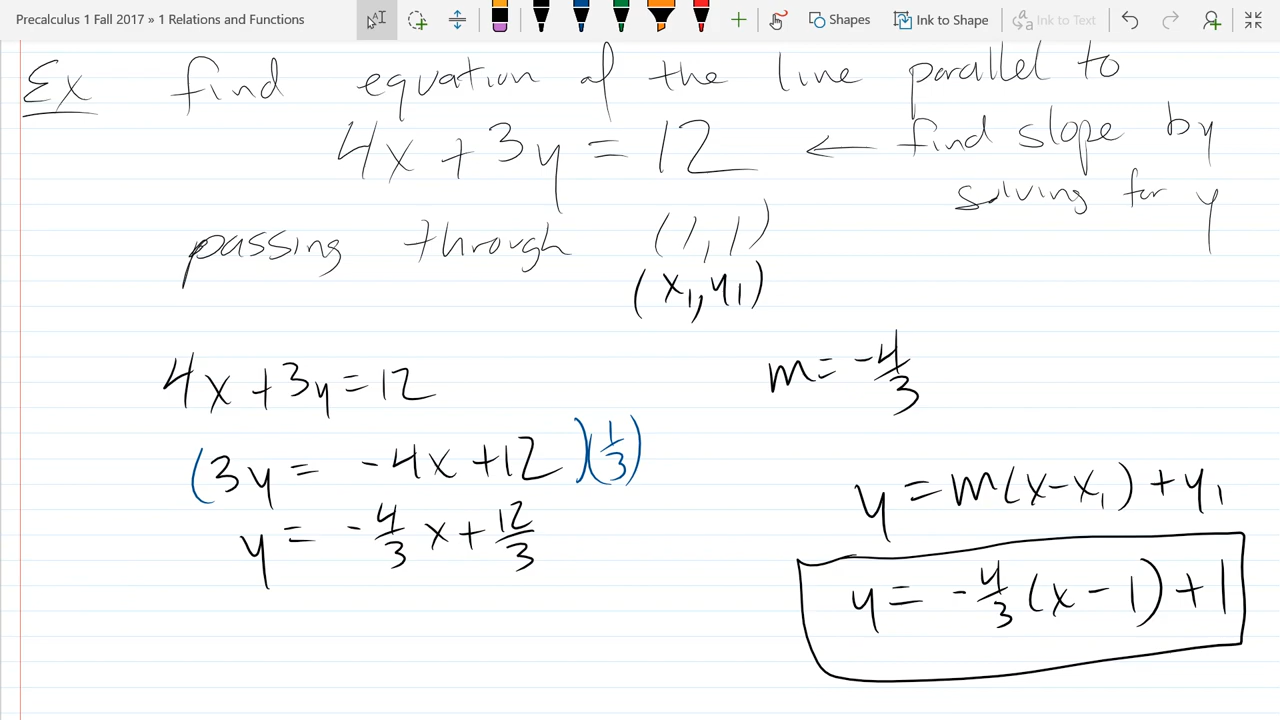 Precalculus 1 Fall 2017 » 1 Relations and Functions
Shapes Ink to Shape Ink to Text
Ex find equation of the line parallel to
4x + 3y = 12 ← find slope by
solving for y
passing through (1, 1)
(x₁, y₁)
4x + 3y = 12
(3y = -4x + 12)(1/3)
y = -4/3 x + 12/3
m = -4/3
y = m(x - x₁) + y₁
y = -4/3 (x - 1) + 1